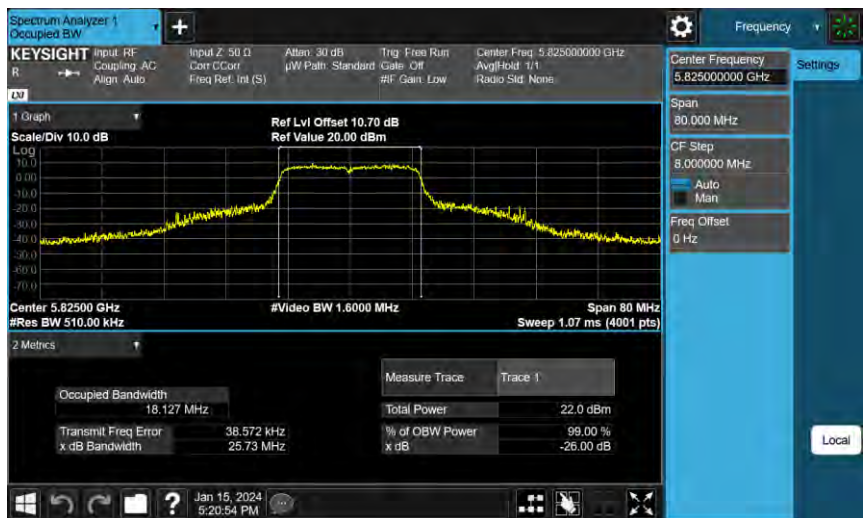 Spectrum Analyzer 1
Occupied BW
+
Frequency
KEYSIGHT
R
LXI
Input: RF
Coupling: AC
Align: Auto
Input Z: 50 Ω
Corr CCorr
Freq Ref: Int (S)
Atten: 30 dB
µW Path: Standard
Trig: Free Run
Gate: Off
#IF Gain: Low
Center Freq: 5.825000000 GHz
Avg|Hold: 1/1
Radio Std: None
1 Graph
Scale/Div 10.0 dB
Ref Lvl Offset 10.70 dB
Ref Value 20.00 dBm
Log
10.0
0.00
-10.0
-20.0
-30.0
-40.0
-50.0
-60.0
-70.0
Center 5.82500 GHz
#Video BW 1.6000 MHz
Span 80 MHz
#Res BW 510.00 kHz
Sweep 1.07 ms (4001 pts)
2 Metrics
Measure Trace
Trace 1
Occupied Bandwidth
18.127 MHz
Total Power
22.0 dBm
Transmit Freq Error
38.572 kHz
% of OBW Power
99.00 %
x dB Bandwidth
25.73 MHz
x dB
-26.00 dB
Center Frequency
5.825000000 GHz
Settings
Span
80.000 MHz
CF Step
8.000000 MHz
Auto
Man
Freq Offset
0 Hz
Local
?
Jan 15, 2024
5:20:54 PM